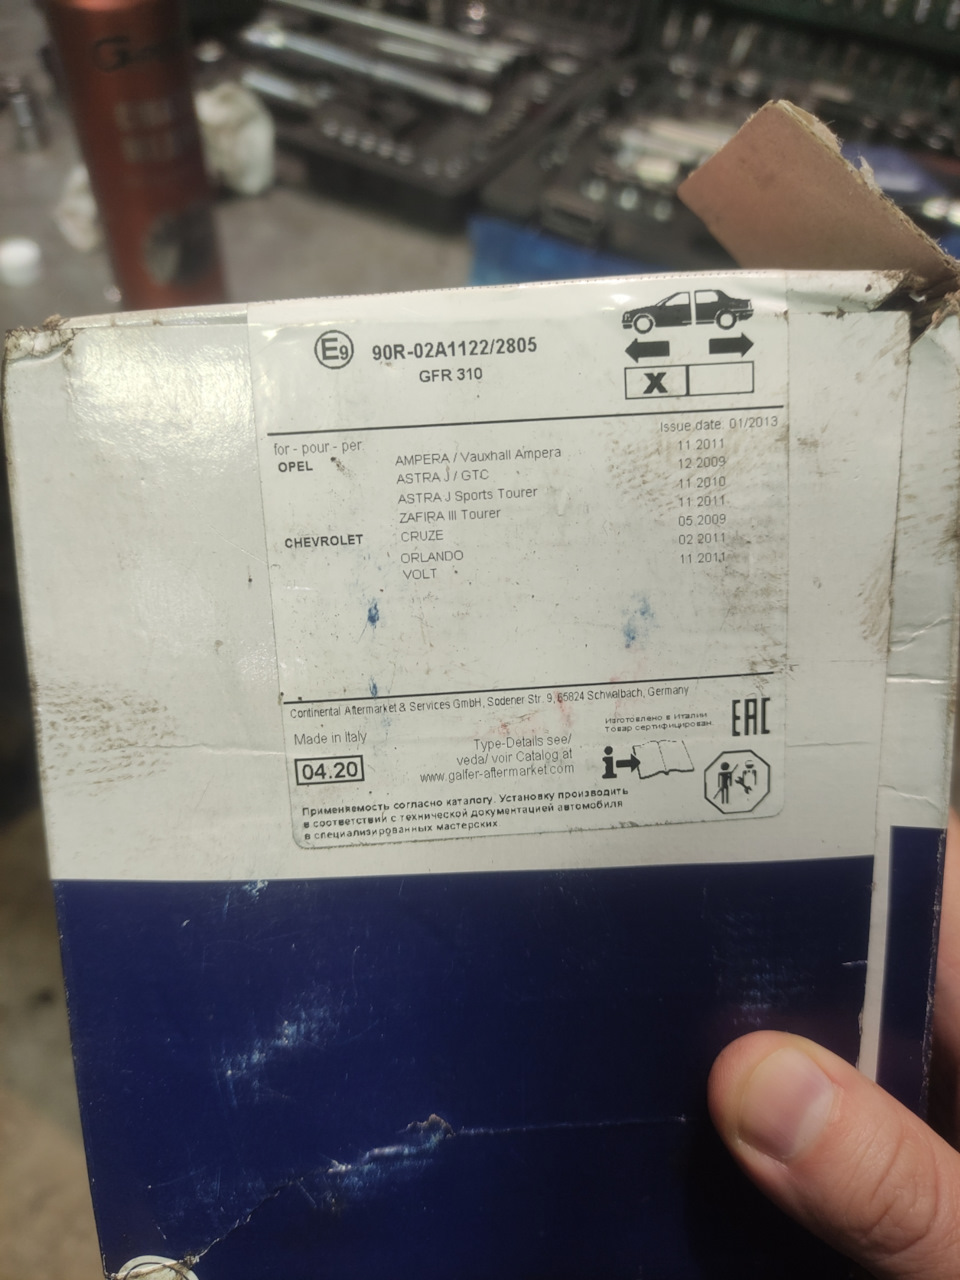 E9 90R-02A1122/2805
GFR 310
X
Issue date: 01/2013
for - pour - per
OPEL AMPERA / Vauxhall Ampera 11.2011
ASTRA J / GTC 12.2009
ASTRA J Sports Tourer 11.2010
ZAFIRA III Tourer 11.2011
CHEVROLET CRUZE 05.2009
ORLANDO 02.2011
VOLT 11.2011
Continental Aftermarket & Services GmbH, Sodener Str. 9, 65824 Schwalbach, Germany
Made in Italy
04.20
Type-Details see/
veda/ voir Catalog at
www.galfer-aftermarket.com
Изготовлено в Италии
Товар сертифицирован.
EAC
i
Применяемость согласно каталогу. Установку производить
в соответствии с технической документацией автомобиля
в специализированных мастерских.